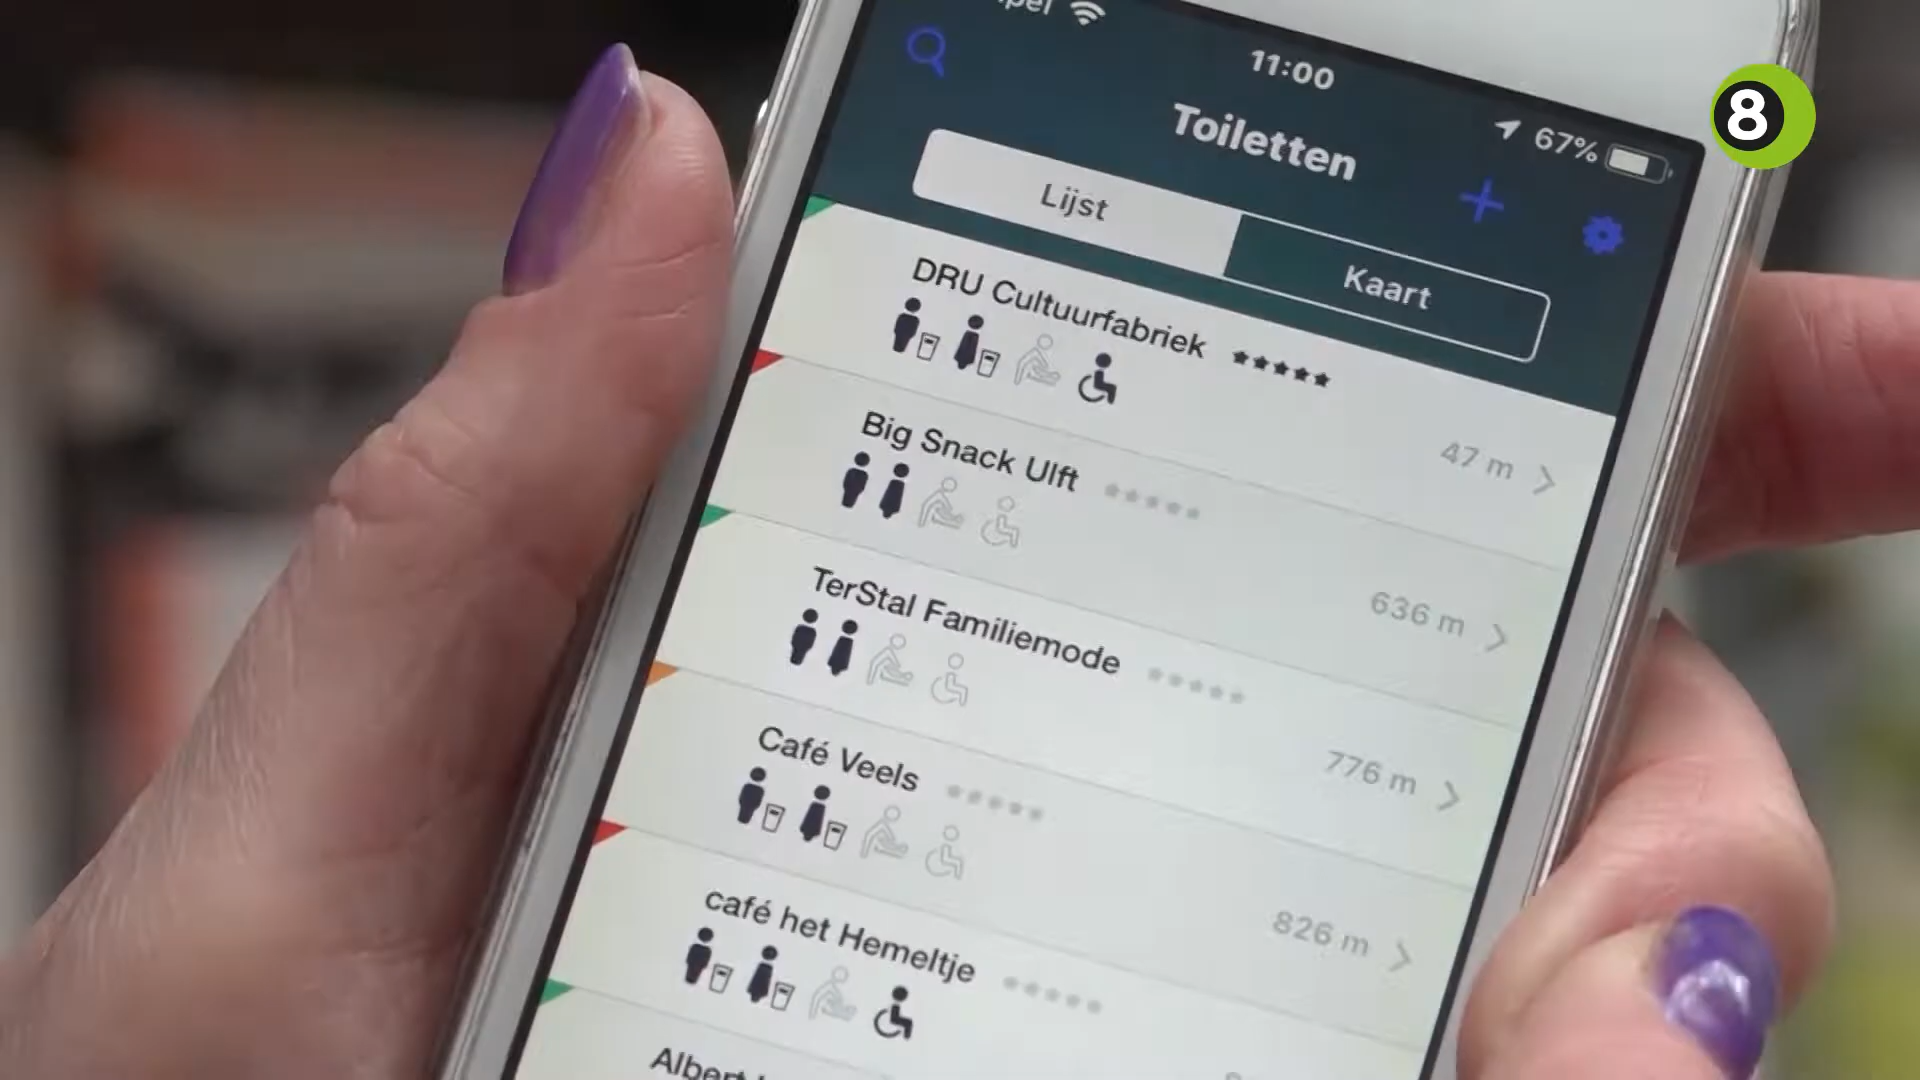 11:00
67%
8
Toiletten
Lijst
Kaart
DRU Cultuurfabriek
47 m
Big Snack Ulft
636 m
TerStal Familiemode
776 m
Café Veels
826 m
café het Hemeltje